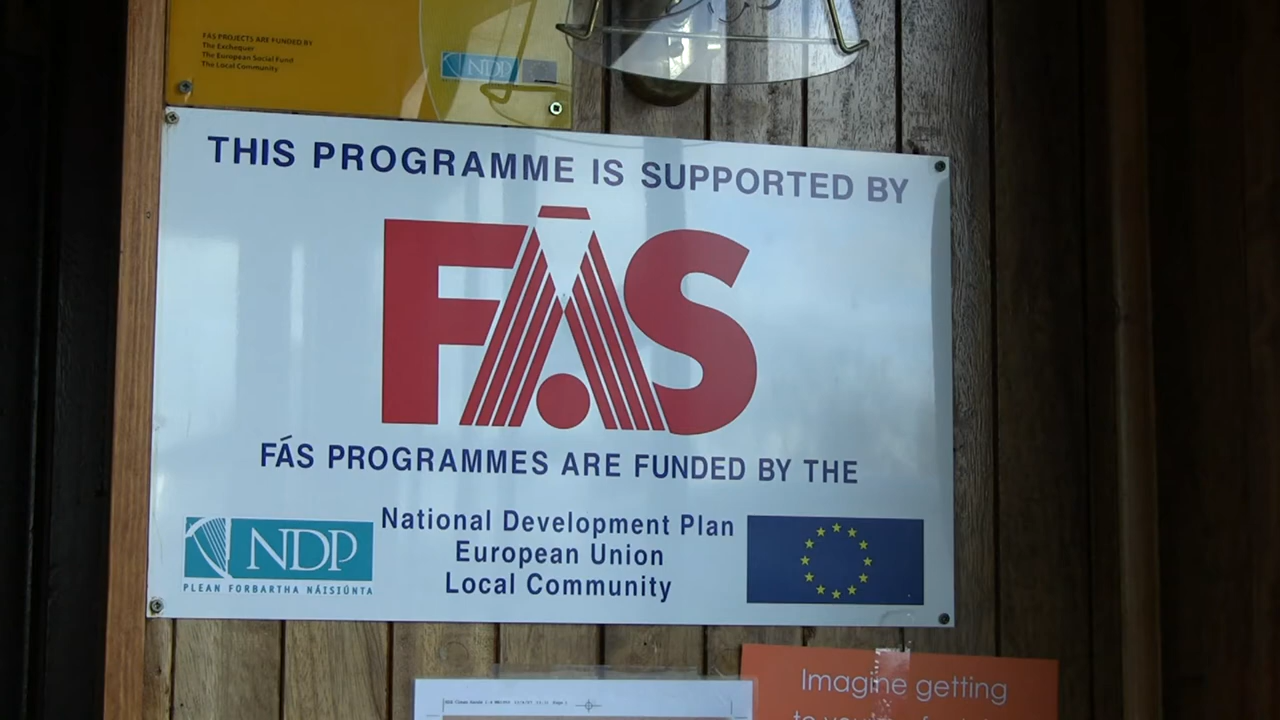 FÁS PROJECTS ARE FUNDED BY
The Exchequer
The European Social Fund
The Local Community
NDP
THIS PROGRAMME IS SUPPORTED BY
FÁS
FÁS PROGRAMMES ARE FUNDED BY THE
NDP
PLEAN FORBARTHA NÁISIÚNTA
National Development Plan
European Union
Local Community
Imagine getting